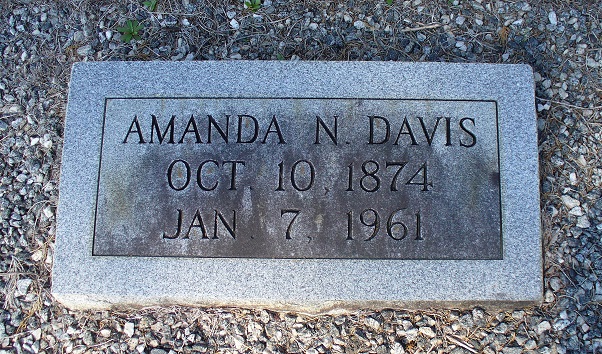 AMANDA N. DAVIS
OCT. 10, 1874
JAN. 7, 1961